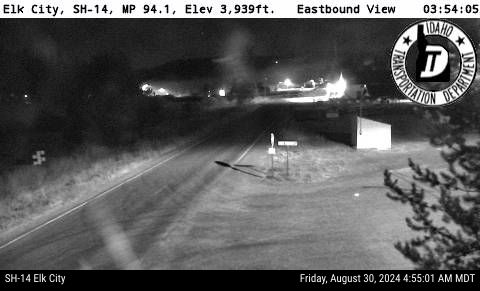 Elk City, SH-14, MP 94.1, Elev 3,939ft. Eastbound View 03:54:05
IDAHO
TRANSPORTATION DEPARTMENT
SH-14 Elk City Friday, August 30, 2024 4:55:01 AM MDT